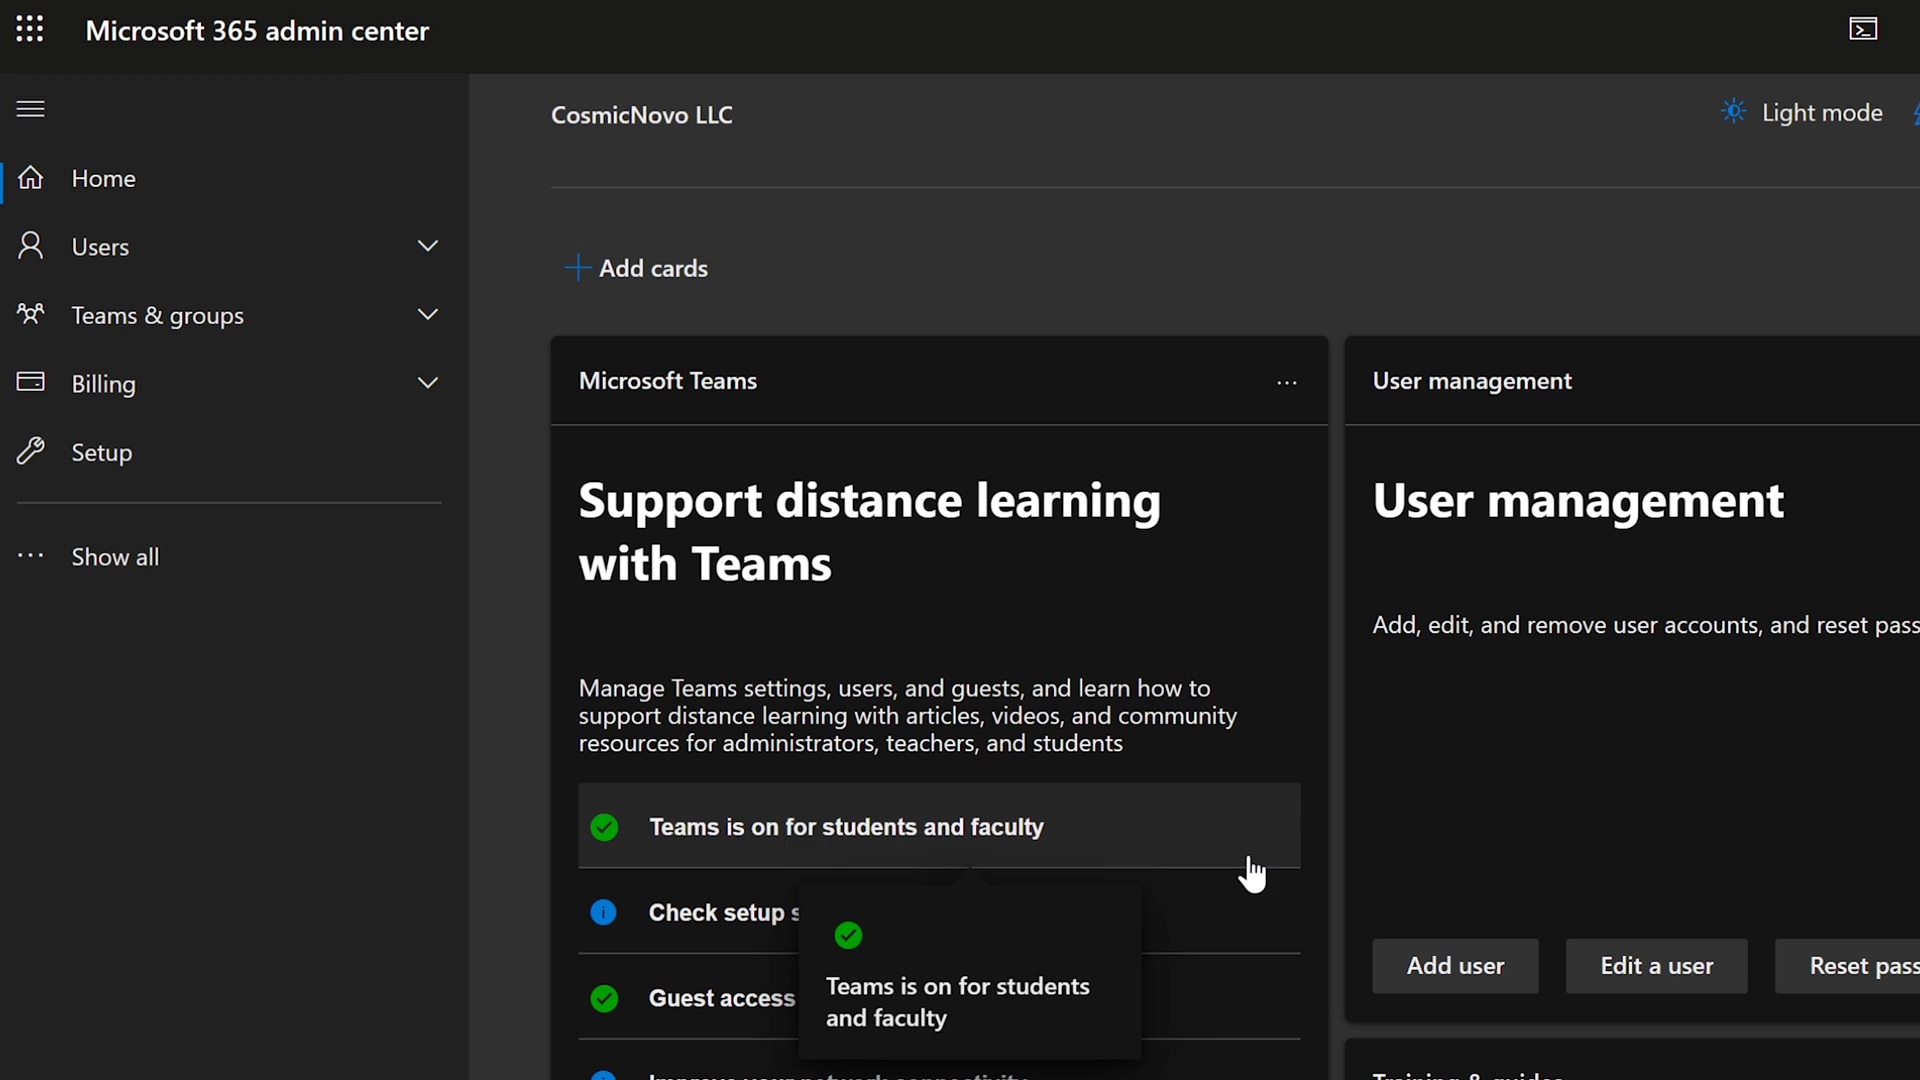 Microsoft 365 admin center
CosmicNovo LLC
Light mode
Home
Users
Teams & groups
Billing
Setup
Show all
Add cards
Microsoft Teams
Support distance learning
with Teams
Manage Teams settings, users, and guests, and learn how to
support distance learning with articles, videos, and community
resources for administrators, teachers, and students
Teams is on for students and faculty
Check setup s
Guest access
Teams is on for students
and faculty
User management
User management
Add, edit, and remove user accounts, and reset pass
Add user
Edit a user
Reset pass